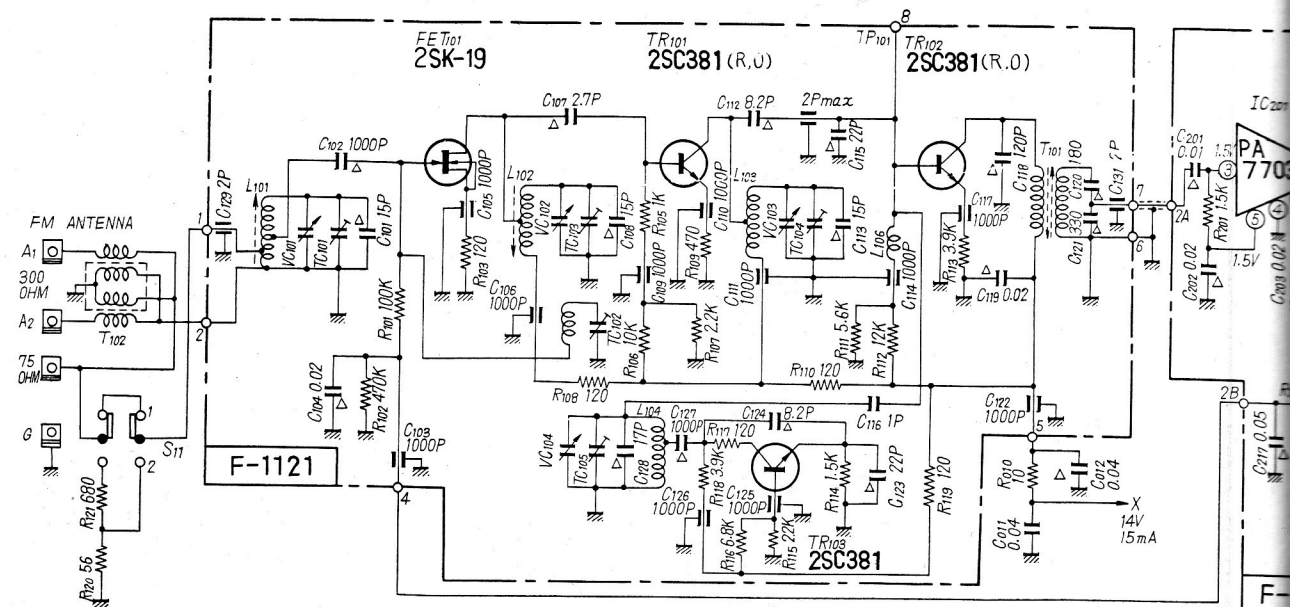 FET101
2SK-19
TR101
2SC381 (R,O)
8
TP101
TR102
2SC381 (R.O)
IC201
PA
7703
C107 2.7P
C112 8.2P
2Pmax
C115 22P
C102 1000P
C105 1000P
C110 1000P
C118 120P
T101
180
C120
C131
C121 330
C201
0.01
1.5V
3
4
5
R201 1.5K
1.5V
C202 0.02
C203 0.02
7
6
2A
2B
C129 2P
L101
VC101
TC101
C101 15P
L102
VC102
TC103
C108 15P
R105 1K
R103 120
L103
VC103
TC104
C113 15P
R109 470
C109 1000P
C111 1000P
L106
C114 1000P
C117
1000P
R113 3.9K
C119 0.02
FM ANTENNA
A1
300
OHM
A2
T102
75
OHM
G
1
2
1
2
S11
R121 680
R120 56
R101 100K
C106
1000P
TC102
R106 10K
R107 2.2K
R111 5.6K
R112 12K
R108 120
R110 120
C104 0.02
R102 470K
C103
1000P
4
F-1121
L104
VC104
TC105
C128 17P
C127
1000P
C124 8.2P
C116 1P
R117 120
R118 3.9K
C126
1000P
C125
1000P
R114 1.5K
C123 22P
R116 6.8K
R115 22K
TR103
2SC381
R119 120
C122
1000P
5
R010
10
C012
0.04
C011
0.04
X
14V
15mA
C211 0.05
F-